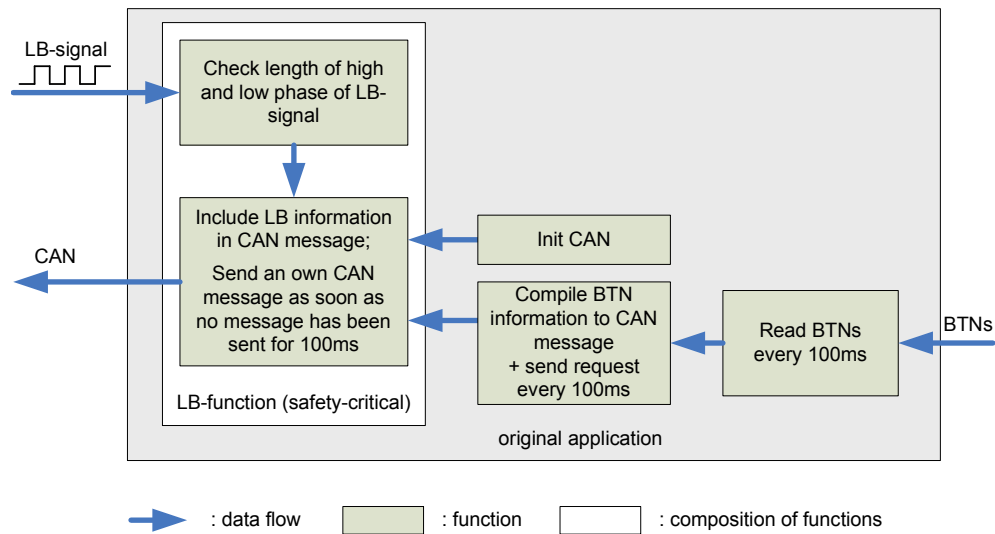 LB-signal
Check length of high
and low phase of LB-
signal
Include LB information
in CAN message;
Send an own CAN
message as soon as
no message has been
sent for 100ms
CAN
Init CAN
Compile BTN
information to CAN
message
+ send request
every 100ms
Read BTNs
every 100ms
BTNs
LB-function (safety-critical)
original application
: data flow
: function
: composition of functions